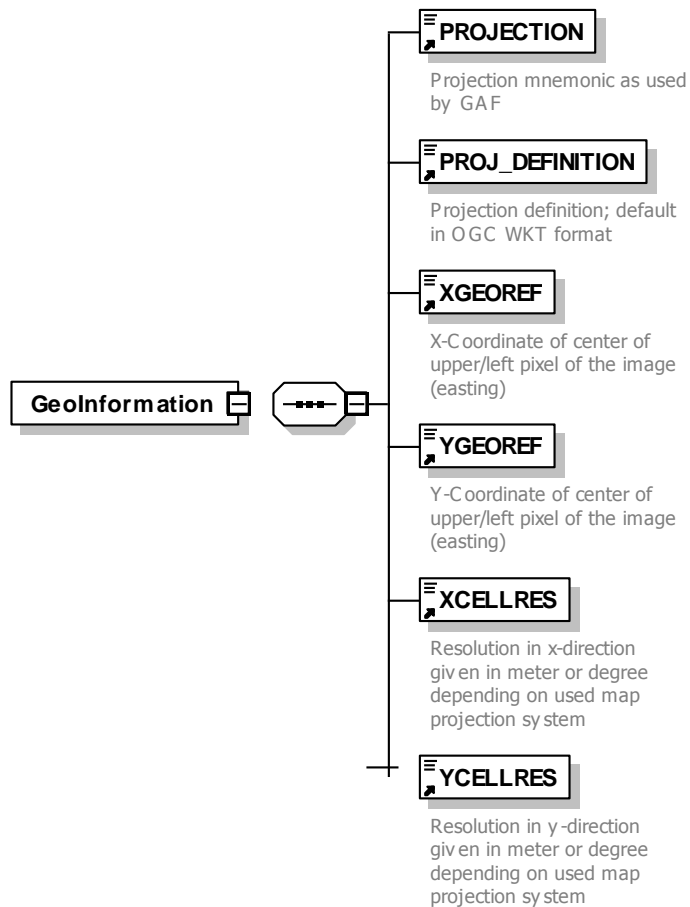 PROJECTION
Projection mnemonic as used
by GAF
PROJ_DEFINITION
Projection definition; default
in OGC WKT format
XGEOREF
X-Coordinate of center of
upper/left pixel of the image
(easting)
GeoInformation
YGEOREF
Y-Coordinate of center of
upper/left pixel of the image
(easting)
XCELLRES
Resolution in x-direction
given in meter or degree
depending on used map
projection system
YCELLRES
Resolution in y-direction
given in meter or degree
depending on used map
projection system